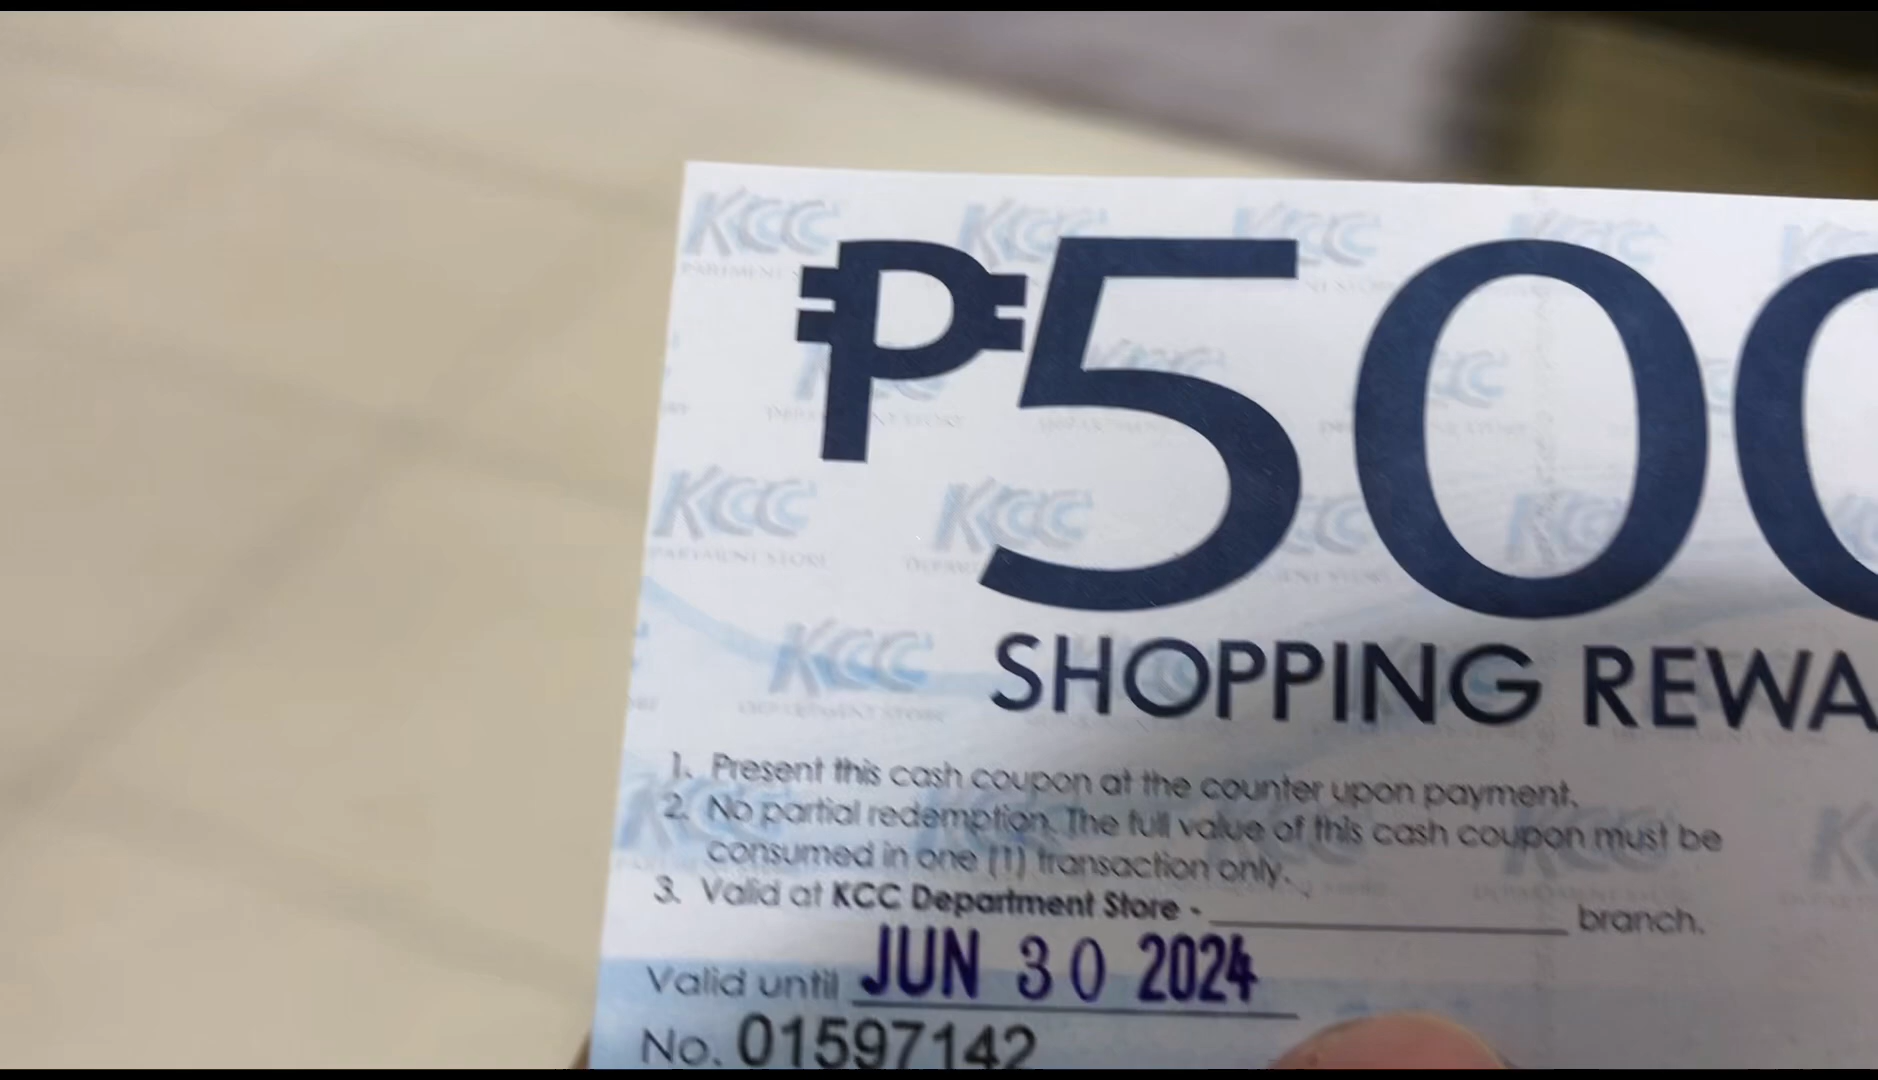 ₱500
SHOPPING REWA
1. Present this cash coupon at the counter upon payment.
2. No partial redemption. The full value of this cash coupon must be
consumed in one (1) transaction only.
3. Valid at KCC Department Store - ____________ branch.
Valid until JUN 30 2024
No. 01597142